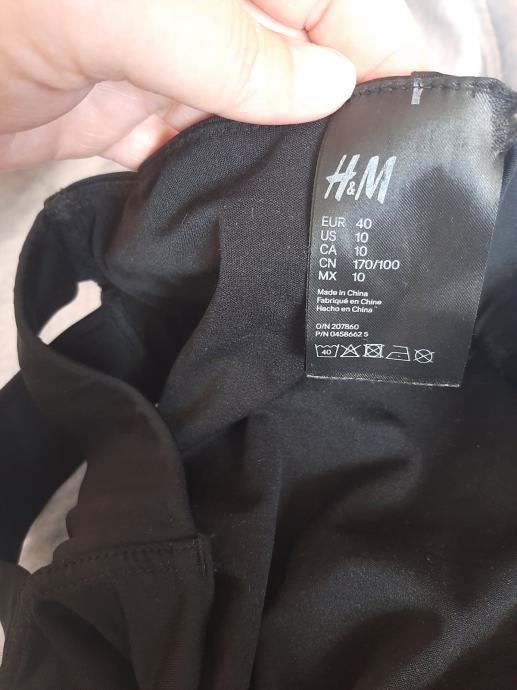 H&M
EUR 40
US 10
CA 10
CN 170/100
MX 10
Made in China
Fabriqué en Chine
Hecho en China
O/N 207860
P/N 0458662 5
40